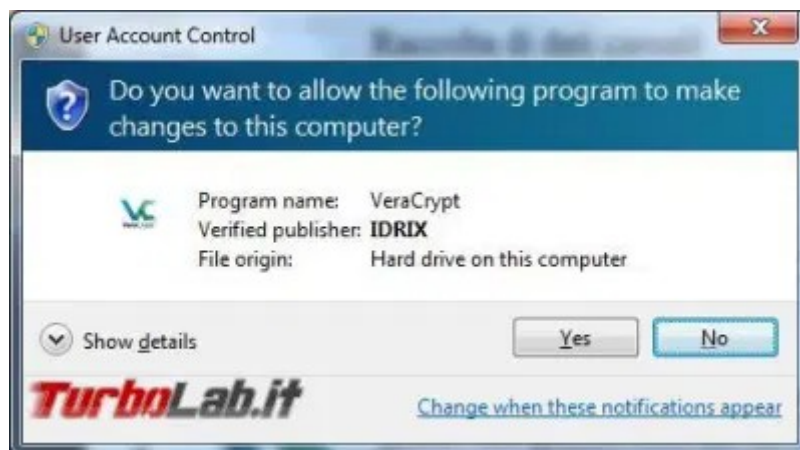 User Account Control
Do you want to allow the following program to make
changes to this computer?
VC
Program name: VeraCrypt
Verified publisher: IDRIX
File origin: Hard drive on this computer
Show details
Yes
No
TurboLab.it
Change when these notifications appear